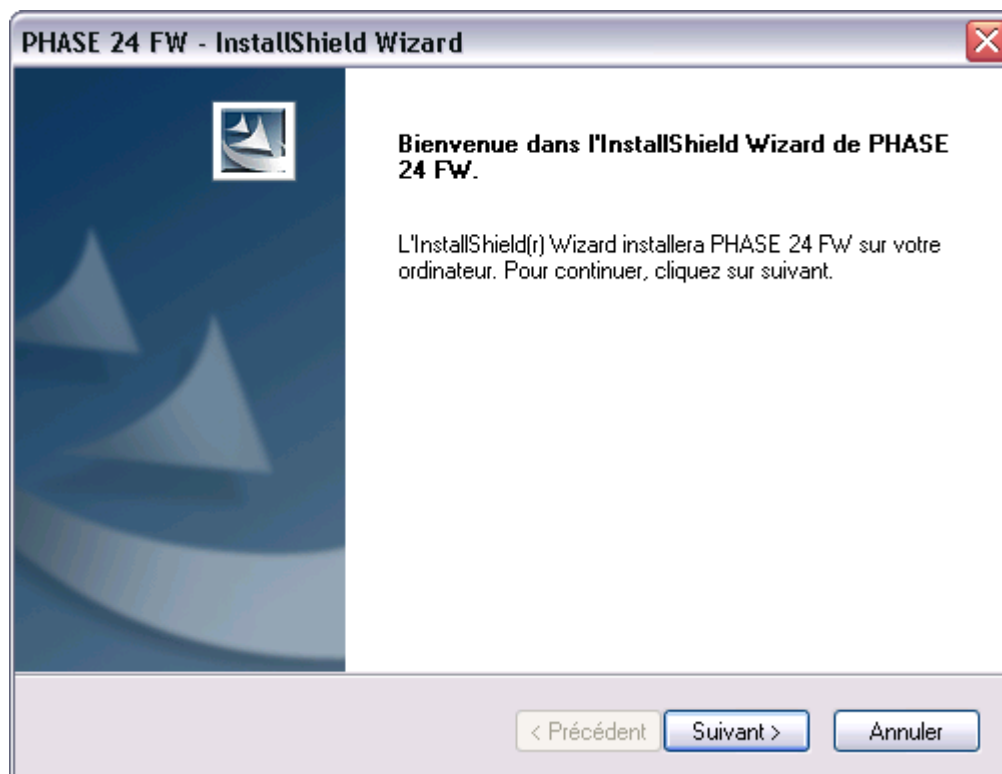 PHASE 24 FW - InstallShield Wizard
Bienvenue dans l'InstallShield Wizard de PHASE
24 FW.
L'InstallShield(r) Wizard installera PHASE 24 FW sur votre
ordinateur. Pour continuer, cliquez sur suivant.
< Précédent Suivant > Annuler